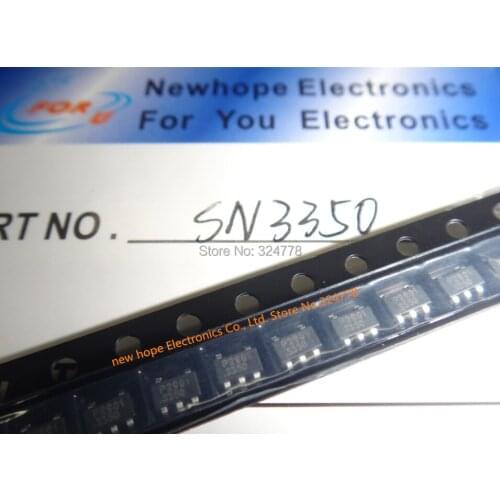 Newhope Electronics
FOR U
For You Electronics
RT NO. SN3350
Shop Store No: 324778
new hope Electronics Co., Ltd. Store No: 324778